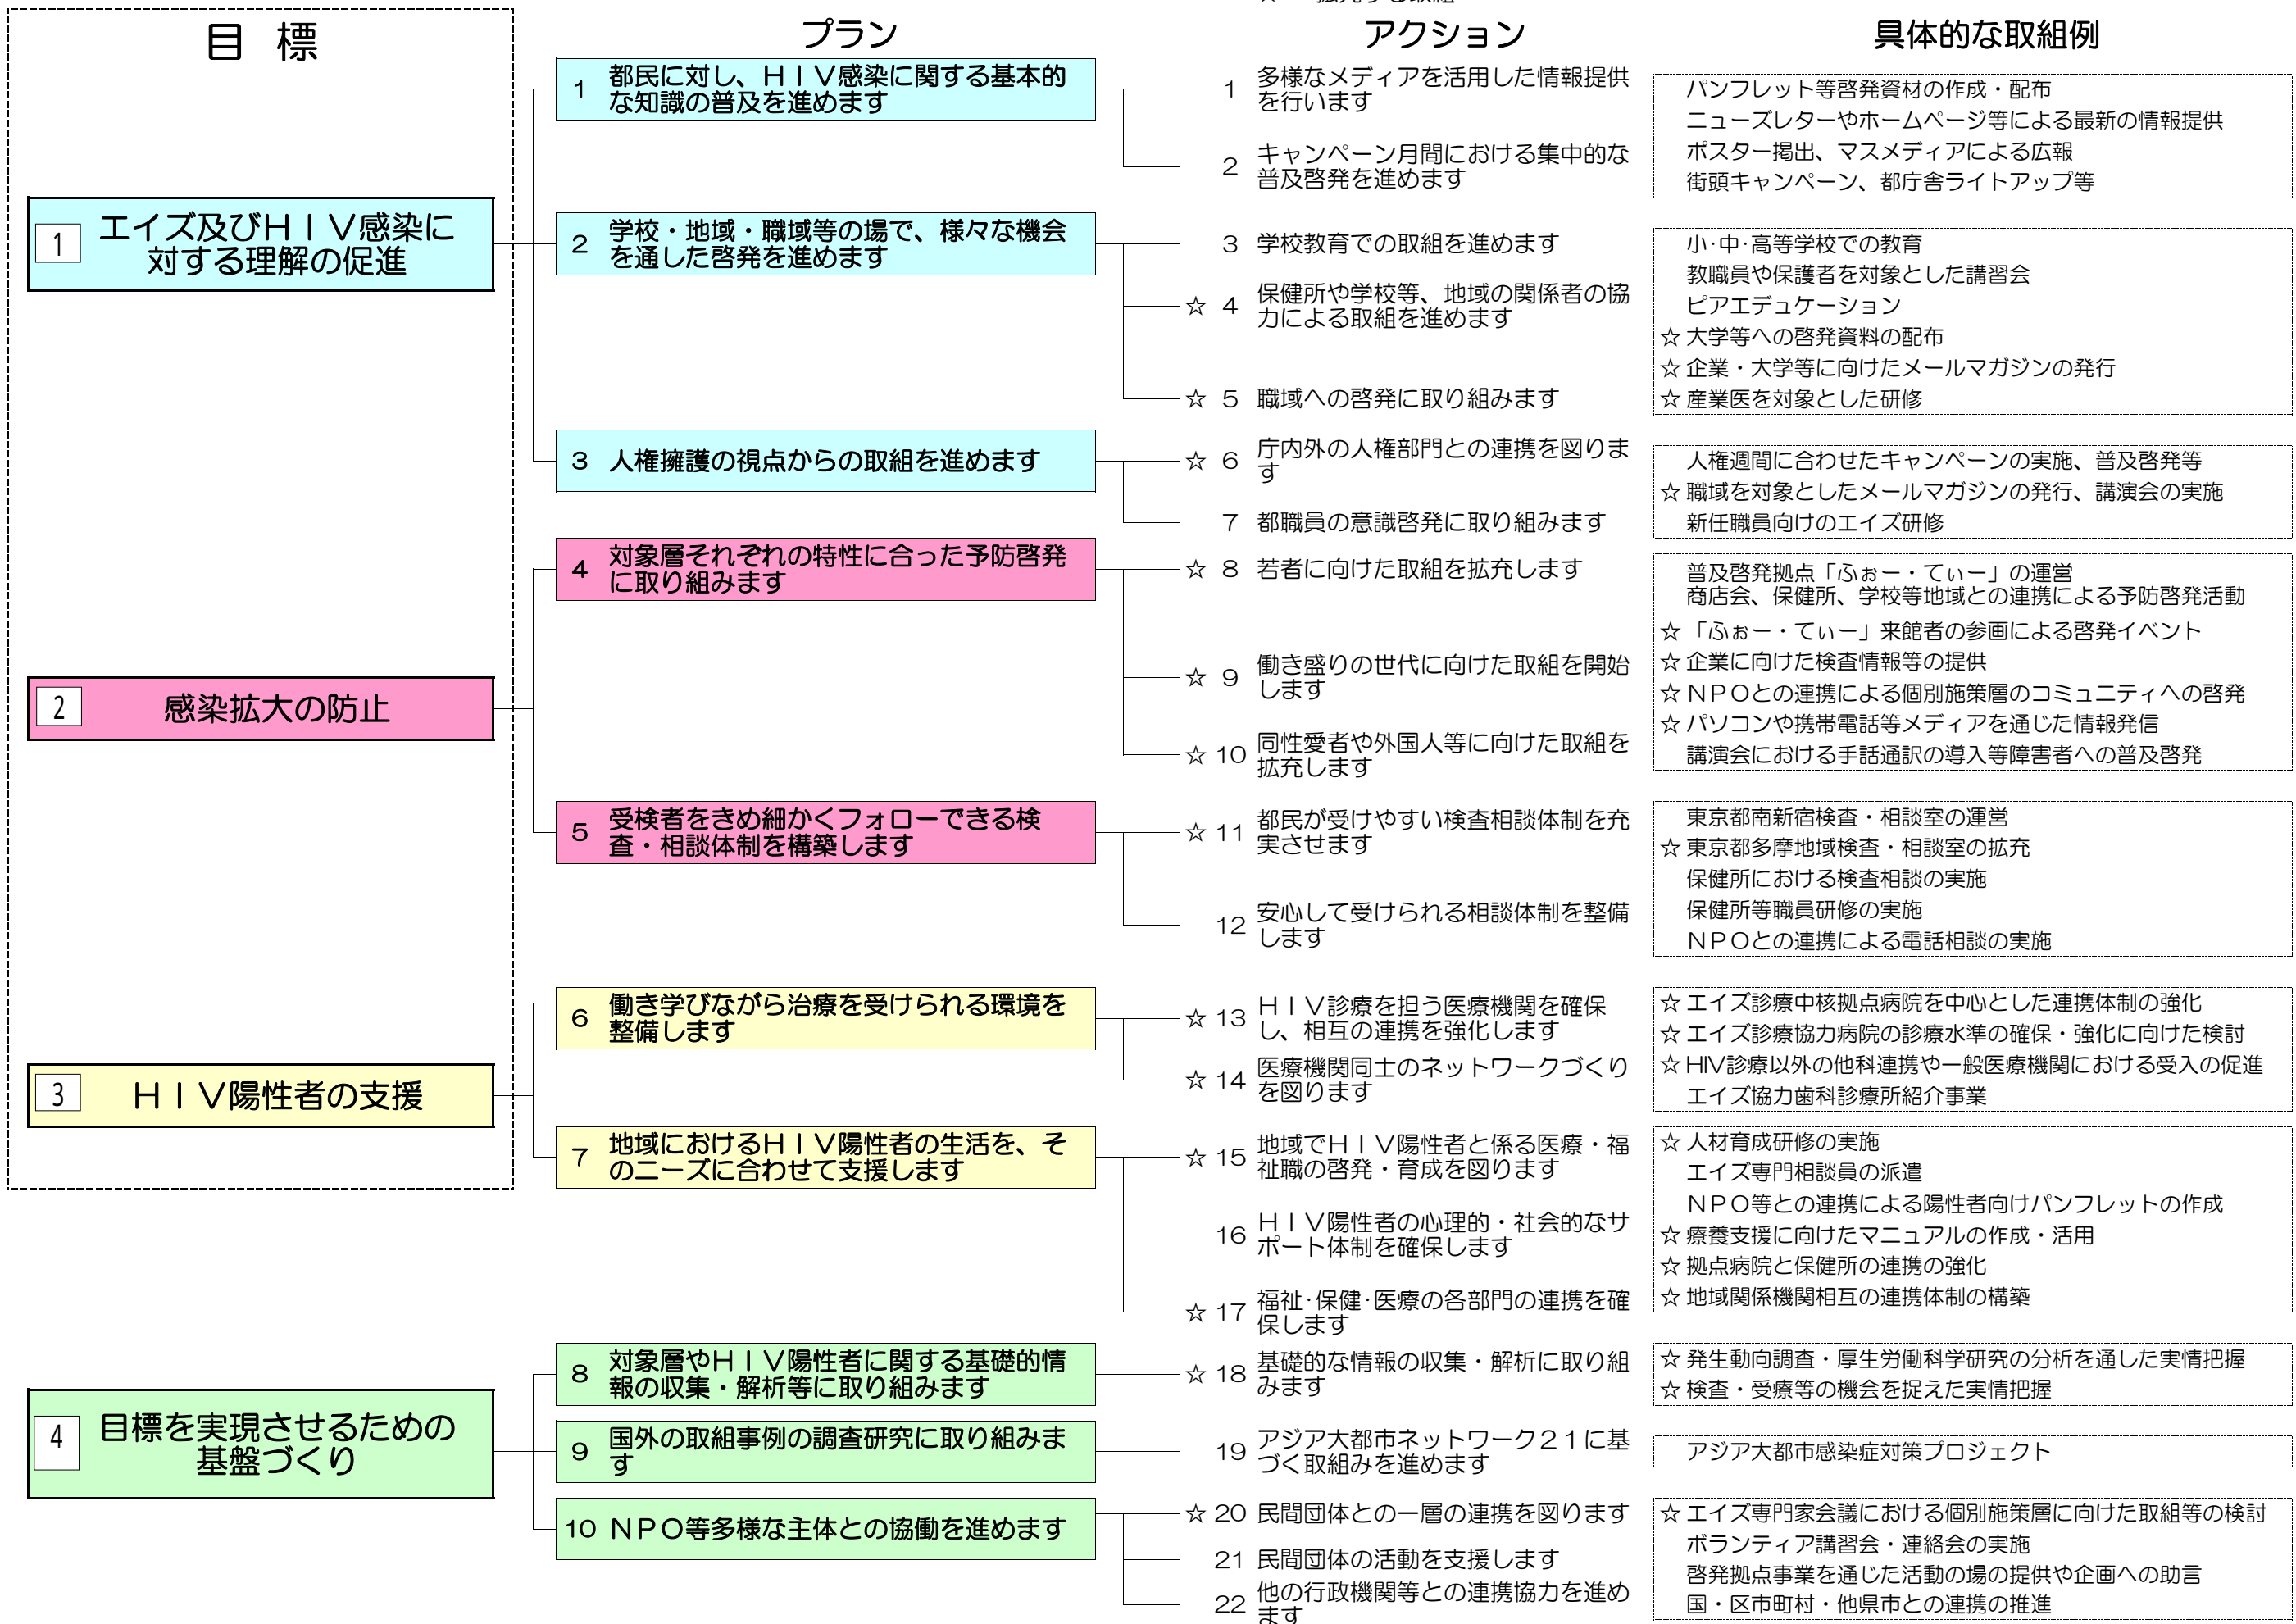 目 標
プラン
アクション
具体的な取組例
1 エイズ及びＨＩＶ感染に
対する理解の促進
1 都民に対し、ＨＩＶ感染に関する基本的
な知識の普及を進めます
1 多様なメディアを活用した情報提供
を行います
2 キャンペーン月間における集中的な
普及啓発を進めます
パンフレット等啓発資材の作成・配布
ニューズレターやホームページ等による最新の情報提供
ポスター掲出、マスメディアによる広報
街頭キャンペーン、都庁舎ライトアップ等
2 学校・地域・職域等の場で、様々な機会
を通した啓発を進めます
3 学校教育での取組を進めます
☆ 4 保健所や学校等、地域の関係者の協
力による取組を進めます
☆ 5 職域への啓発に取り組みます
小・中・高等学校での教育
教職員や保護者を対象とした講習会
ピアエデュケーション
☆ 大学等への啓発資料の配布
☆ 企業・大学等に向けたメールマガジンの発行
☆ 産業医を対象とした研修
3 人権擁護の視点からの取組を進めます
☆ 6 庁内外の人権部門との連携を図りま
す
7 都職員の意識啓発に取り組みます
人権週間に合わせたキャンペーンの実施、普及啓発等
☆ 職域を対象としたメールマガジンの発行、講演会の実施
新任職員向けのエイズ研修
2 感染拡大の防止
4 対象層それぞれの特性に合った予防啓発
に取り組みます
☆ 8 若者に向けた取組を拡充します
☆ 9 働き盛りの世代に向けた取組を開始
します
☆ 10 同性愛者や外国人等に向けた取組を
拡充します
普及啓発拠点「ふぉー・てぃー」の運営
商店会、保健所、学校等地域との連携による予防啓発活動
☆ 「ふぉー・てぃー」来館者の参画による啓発イベント
☆ 企業に向けた検査情報等の提供
☆ ＮＰＯとの連携による個別施策層のコミュニティへの啓発
☆ パソコンや携帯電話等メディアを通じた情報発信
講演会における手話通訳の導入等障害者への普及啓発
5 受検者をきめ細かくフォローできる検
査・相談体制を構築します
☆ 11 都民が受けやすい検査相談体制を充
実させます
12 安心して受けられる相談体制を整備
します
東京都南新宿検査・相談室の運営
☆ 東京都多摩地域検査・相談室の拡充
保健所における検査相談の実施
保健所等職員研修の実施
ＮＰＯとの連携による電話相談の実施
3 ＨＩＶ陽性者の支援
6 働き学びながら治療を受けられる環境を
整備します
☆ 13 ＨＩＶ診療を担う医療機関を確保
し、相互の連携を強化します
☆ 14 医療機関同士のネットワークづくり
を図ります
☆ エイズ診療中核拠点病院を中心とした連携体制の強化
☆ エイズ診療協力病院の診療水準の確保・強化に向けた検討
☆ HIV診療以外の他科連携や一般医療機関における受入の促進
エイズ協力歯科診療所紹介事業
7 地域におけるＨＩＶ陽性者の生活を、そ
のニーズに合わせて支援します
☆ 15 地域でＨＩＶ陽性者と係る医療・福
祉職の啓発・育成を図ります
16 ＨＩＶ陽性者の心理的・社会的なサ
ポート体制を確保します
☆ 17 福祉・保健・医療の各部門の連携を確
保します
☆ 人材育成研修の実施
エイズ専門相談員の派遣
ＮＰＯ等との連携による陽性者向けパンフレットの作成
☆ 療養支援に向けたマニュアルの作成・活用
☆ 拠点病院と保健所の連携の強化
☆ 地域関係機関相互の連携体制の構築
4 目標を実現させるための
基盤づくり
8 対象層やＨＩＶ陽性者に関する基礎的情
報の収集・解析等に取り組みます
☆ 18 基礎的な情報の収集・解析に取り組
みます
☆ 発生動向調査・厚生労働科学研究の分析を通した実情把握
☆ 検査・受療等の機会を捉えた実情把握
9 国外の取組事例の調査研究に取り組みま
す
19 アジア大都市ネットワーク２１に基
づく取組みを進めます
アジア大都市感染症対策プロジェクト
10 ＮＰＯ等多様な主体との協働を進めます
☆ 20 民間団体との一層の連携を図ります
21 民間団体の活動を支援します
22 他の行政機関等との連携協力を進め
ます
☆ エイズ専門家会議における個別施策層に向けた取組等の検討
ボランティア講習会・連絡会の実施
啓発拠点事業を通じた活動の場の提供や企画への助言
国・区市町村・他県市との連携の推進